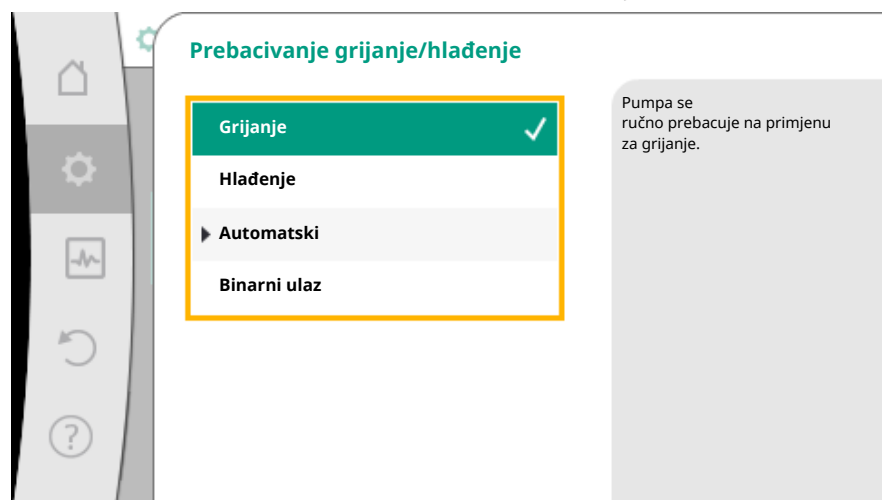 Prebacivanje grijanje/hlađenje
Grijanje
Hlađenje
Automatski
Binarni ulaz
Pumpa se
ručno prebacuje na primjenu
za grijanje.
?